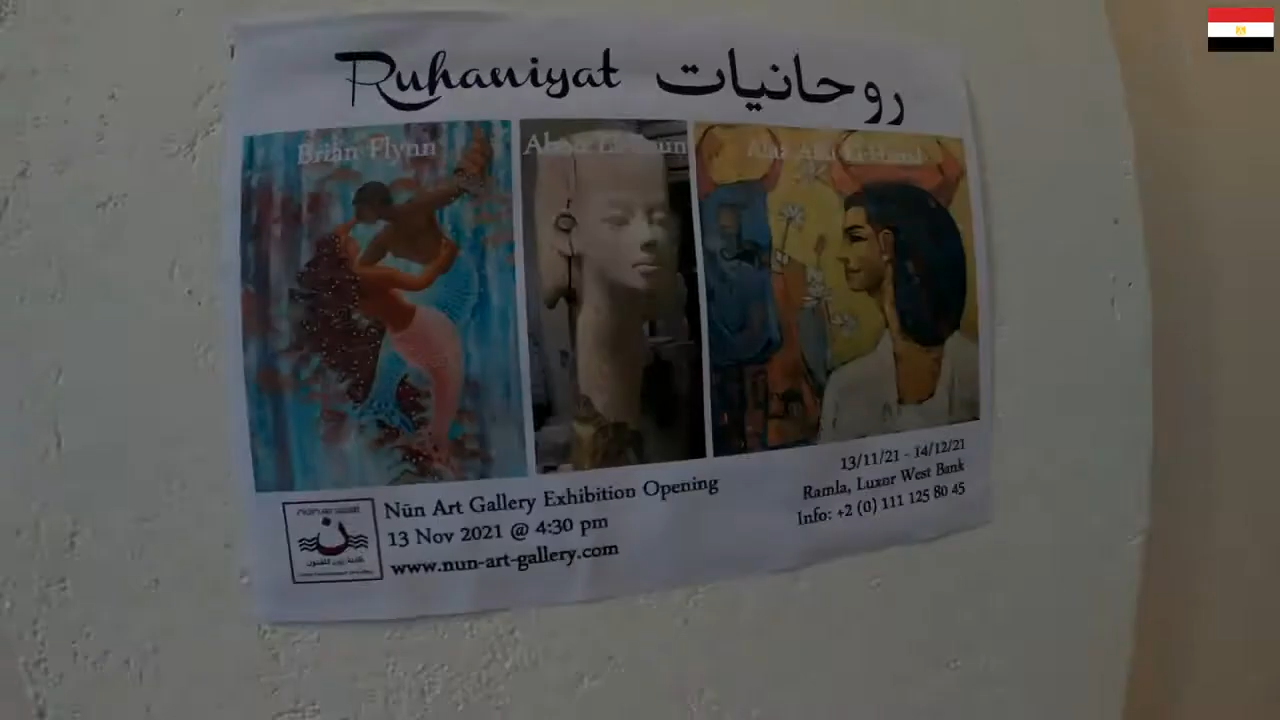 Ruhaniyat روحانيات
Brian Flynn
Nūn Art Gallery Exhibition Opening
13 Nov 2021 @ 4:30 pm
www.nun-art-gallery.com
13/11/21 - 14/12/21
Ramla, Luxor West Bank
Info: +2 (0) 111 125 80 45